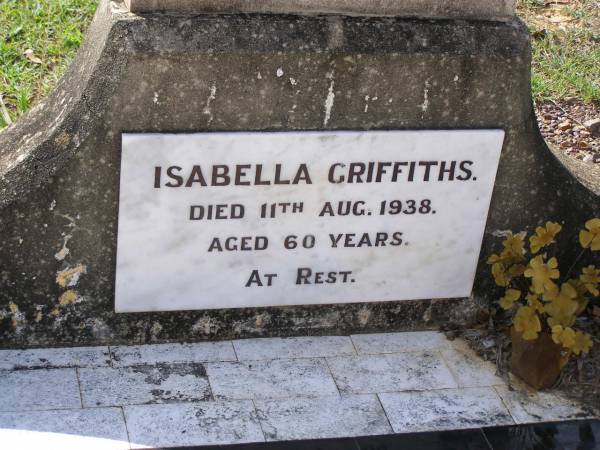 ISABELLA GRIFFITHS.
DIED 11TH AUG. 1938.
AGED 60 YEARS.
AT REST.